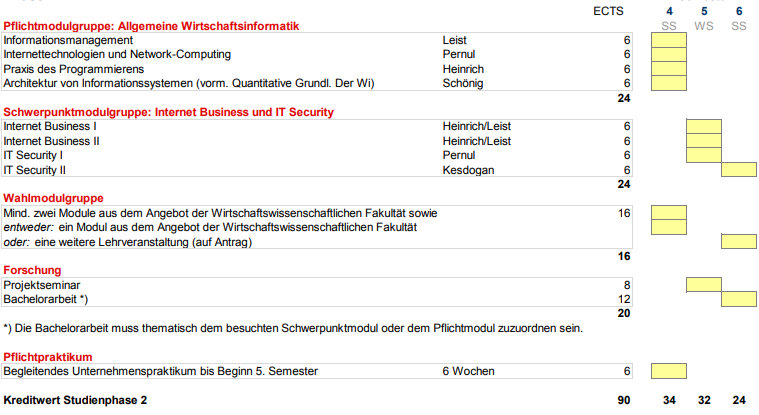 ECTS 4 5 6
SS WS SS
Pflichtmodulgruppe: Allgemeine Wirtschaftsinformatik
Informationsmanagement Leist 6
Internettechnologien und Network-Computing Pernul 6
Praxis des Programmierens Heinrich 6
Architektur von Informationssystemen (vorm. Quantitative Grundl. Der Wi) Schönig 6
24
Schwerpunktmodulgruppe: Internet Business und IT Security
Internet Business I Heinrich/Leist 6
Internet Business II Heinrich/Leist 6
IT Security I Pernul 6
IT Security II Kesdogan 6
24
Wahlmodulgruppe
Mind. zwei Module aus dem Angebot der Wirtschaftswissenschaftlichen Fakultät sowie 16
entweder: ein Modul aus dem Angebot der Wirtschaftswissenschaftlichen Fakultät
oder: eine weitere Lehrveranstaltung (auf Antrag)
16
Forschung
Projektseminar 8
Bachelorarbeit *) 12
20
*) Die Bachelorarbeit muss thematisch dem besuchten Schwerpunktmodul oder dem Pflichtmodul zuzuordnen sein.
Pflichtpraktikum
Begleitendes Unternehmenspraktikum bis Beginn 5. Semester 6 Wochen 6
Kreditwert Studienphase 2 90 34 32 24